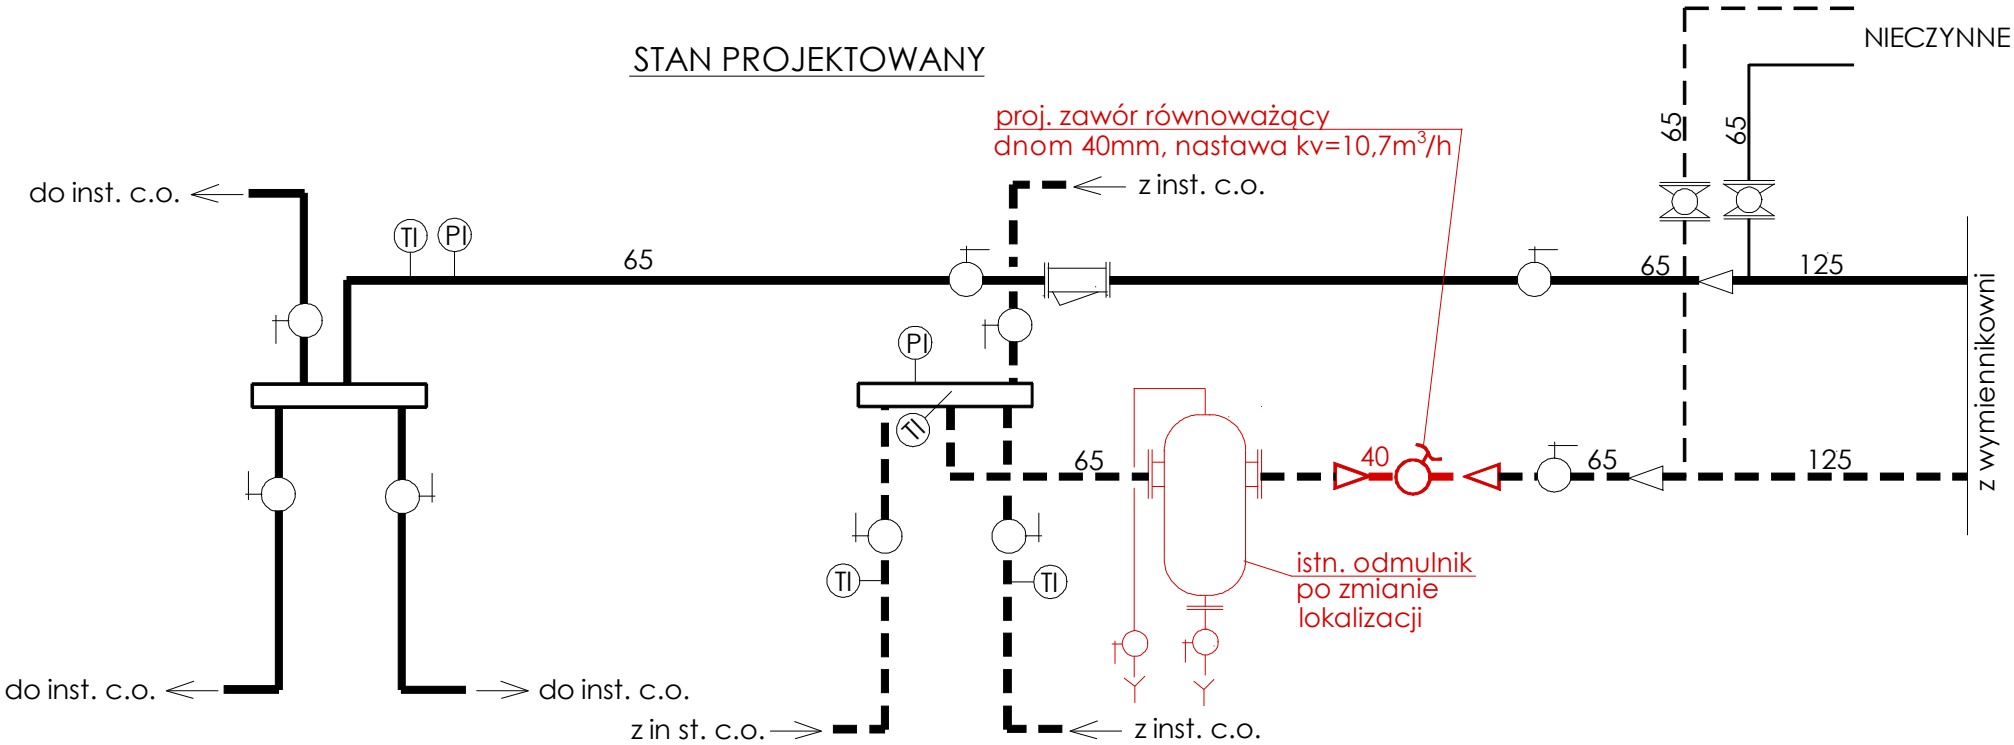 NIECZYNNE
STAN PROJEKTOWANY
proj. zawór równoważący
dnom 40mm, nastawa kv=10,7m³/h
65
65
do inst. c.o.
z inst. c.o.
TI
PI
65
65
125
z wymiennikowni
PI
TI
65
40
65
125
istn. odmulnik
po zmianie
lokalizacji
TI
TI
do inst. c.o.
do inst. c.o.
z in st. c.o.
z inst. c.o.